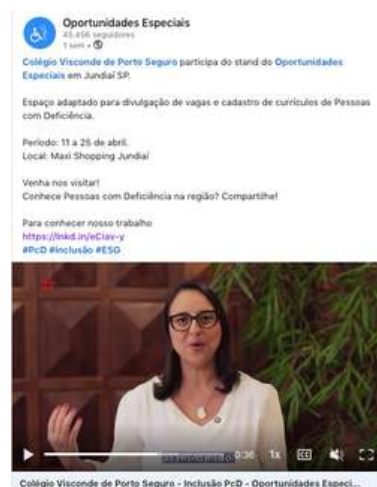 Oportunidades Especiais
45.456 seguidores
1 sem •
Colégio Visconde de Porto Seguro participa do stand do Oportunidades
Especiais em Jundiaí SP.
Espaço adaptado para divulgação de vagas e cadastro de currículos de Pessoas
com Deficiência.
Período: 11 a 25 de abril.
Local: Maxi Shopping Jundiaí
Venha nos visitar!
Conhece Pessoas com Deficiência na região? Compartilhe!
Para conhecer nosso trabalho
https://lnkd.in/eCiav-y
#PcD #Inclusão #ESG
0:36 1x CC
Colégio Visconde de Porto Seguro - Inclusão PcD - Oportunidades Especi...